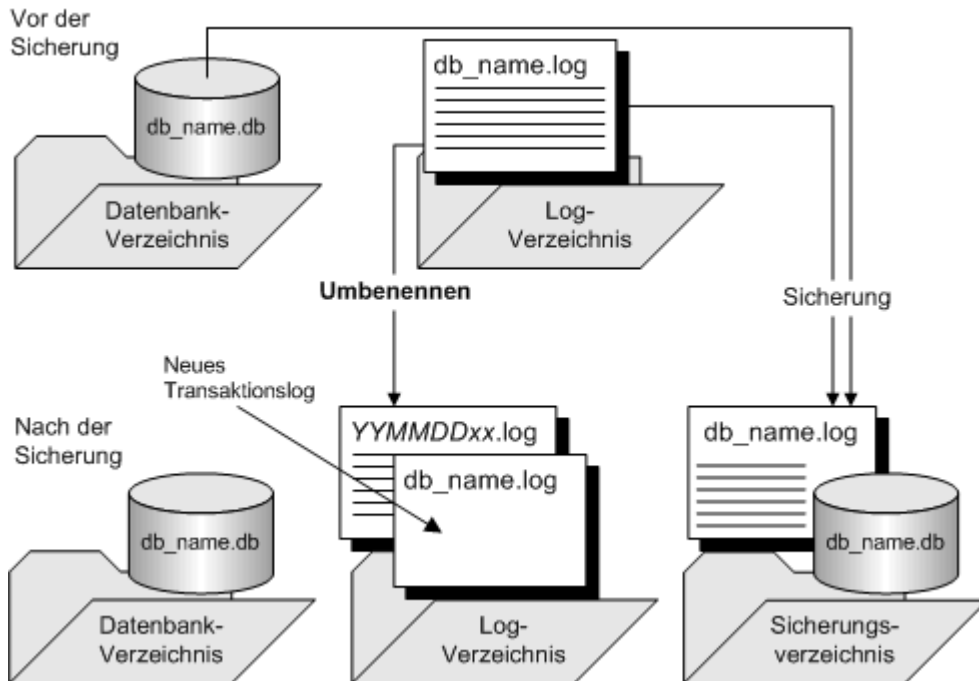 Vor der
Sicherung
db_name.log
db_name.db
Datenbank-
Verzeichnis
Log-
Verzeichnis
Umbenennen
Sicherung
Neues
Transaktionslog
Nach der
Sicherung
YYMMDDxx.log
db_name.log
db_name.log
db_name.db
db_name.db
Datenbank-
Verzeichnis
Log-
Verzeichnis
Sicherungs-
verzeichnis